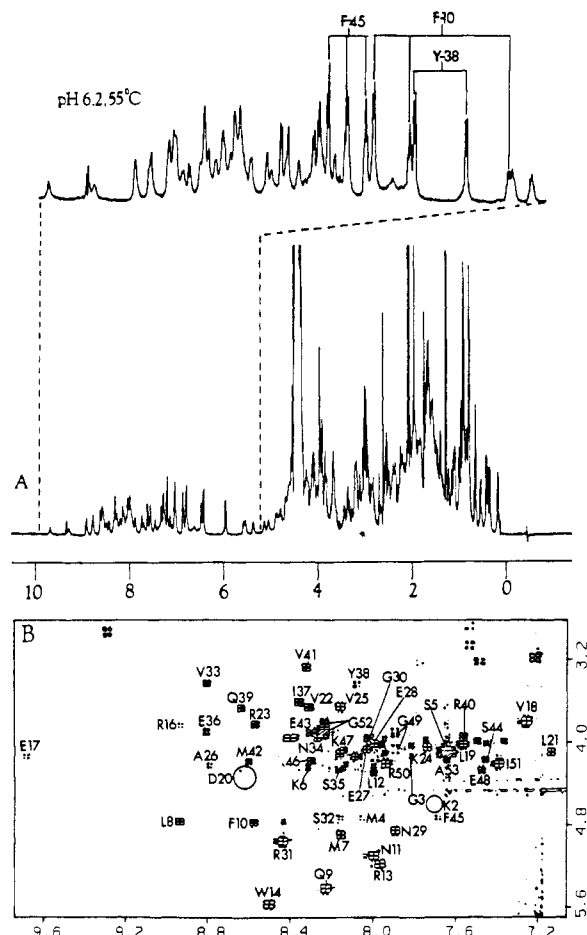 F-45
F-10
Y-38
pH 6.2, 55°C
A
10 8 6 4 2 0
B
V41
V33
Y38
G30
I37
V22
V25
E28
Q39
G52
R16
R23
S5
R40
V18
E36
E43
G49
S44
E17
N34
K47
L21
A26
M42
L46
K24
L19
A53
I51
D20
K6
S35
L12
R50
E48
E27
G3
K2
L8
F10
S32
M4
F45
M7
N29
R31
N11
R13
Q9
W14
3.2
4.0
4.8
5.6
9.6 9.2 8.8 8.4 8.0 7.6 7.2